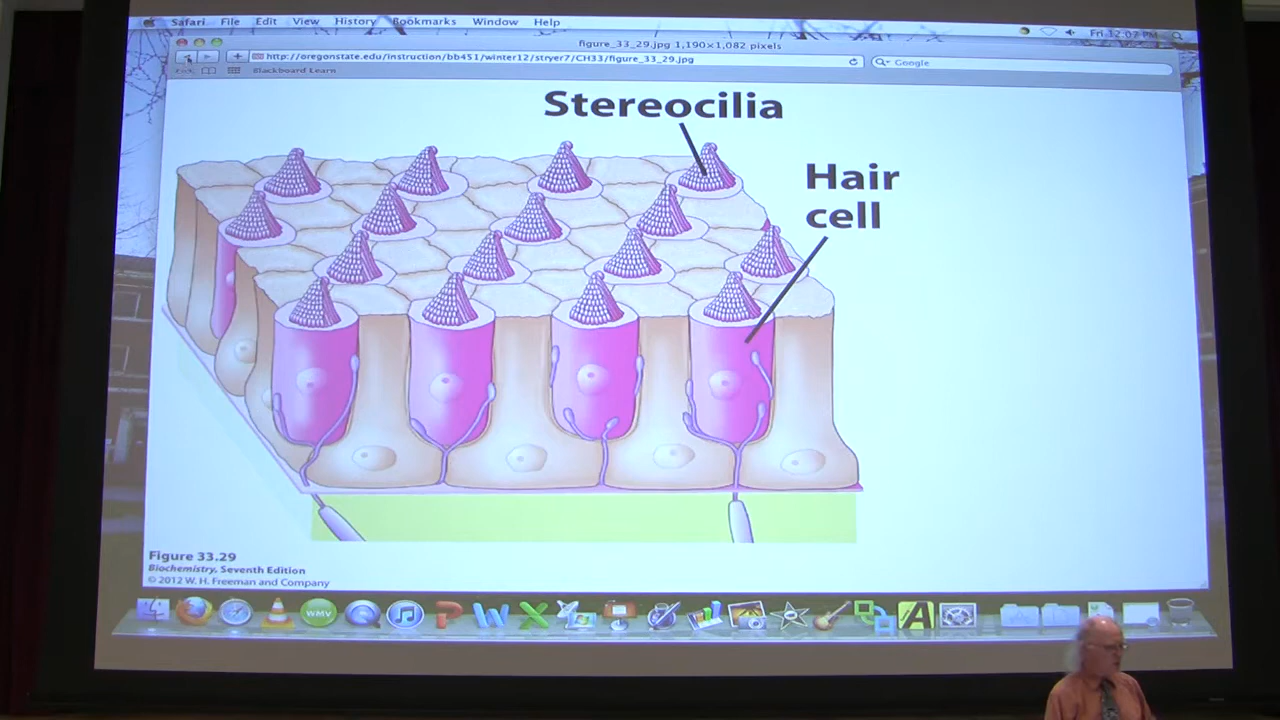 Safari File Edit View History Bookmarks Window Help
Fri 12:07 PM
figure_33_29.jpg 1,190×1,082 pixels
http://oregonstate.edu/instruction/bb451/winter12/stryer7/CH33/figure_33_29.jpg
Google
Blackboard Learn
Stereocilia
Hair
cell
Figure 33.29
Biochemistry, Seventh Edition
© 2012 W. H. Freeman and Company
WMV